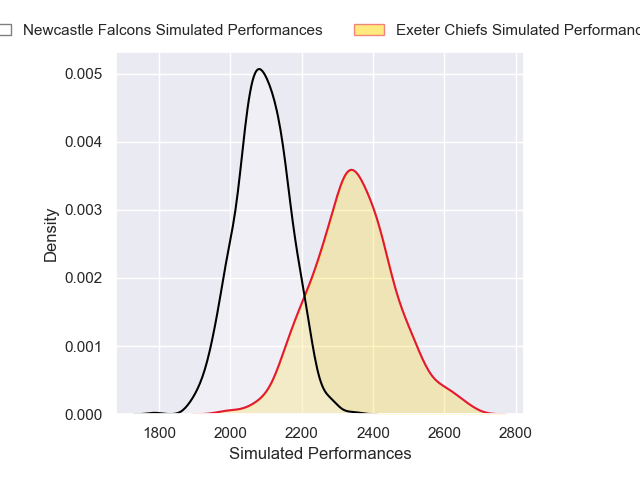 Newcastle Falcons Simulated Performances
Exeter Chiefs Simulated
0.005
0.004
0.003
0.002
0.001
0.000
Density
1800 2000 2200 2400 2600 2800
Simulated Performances